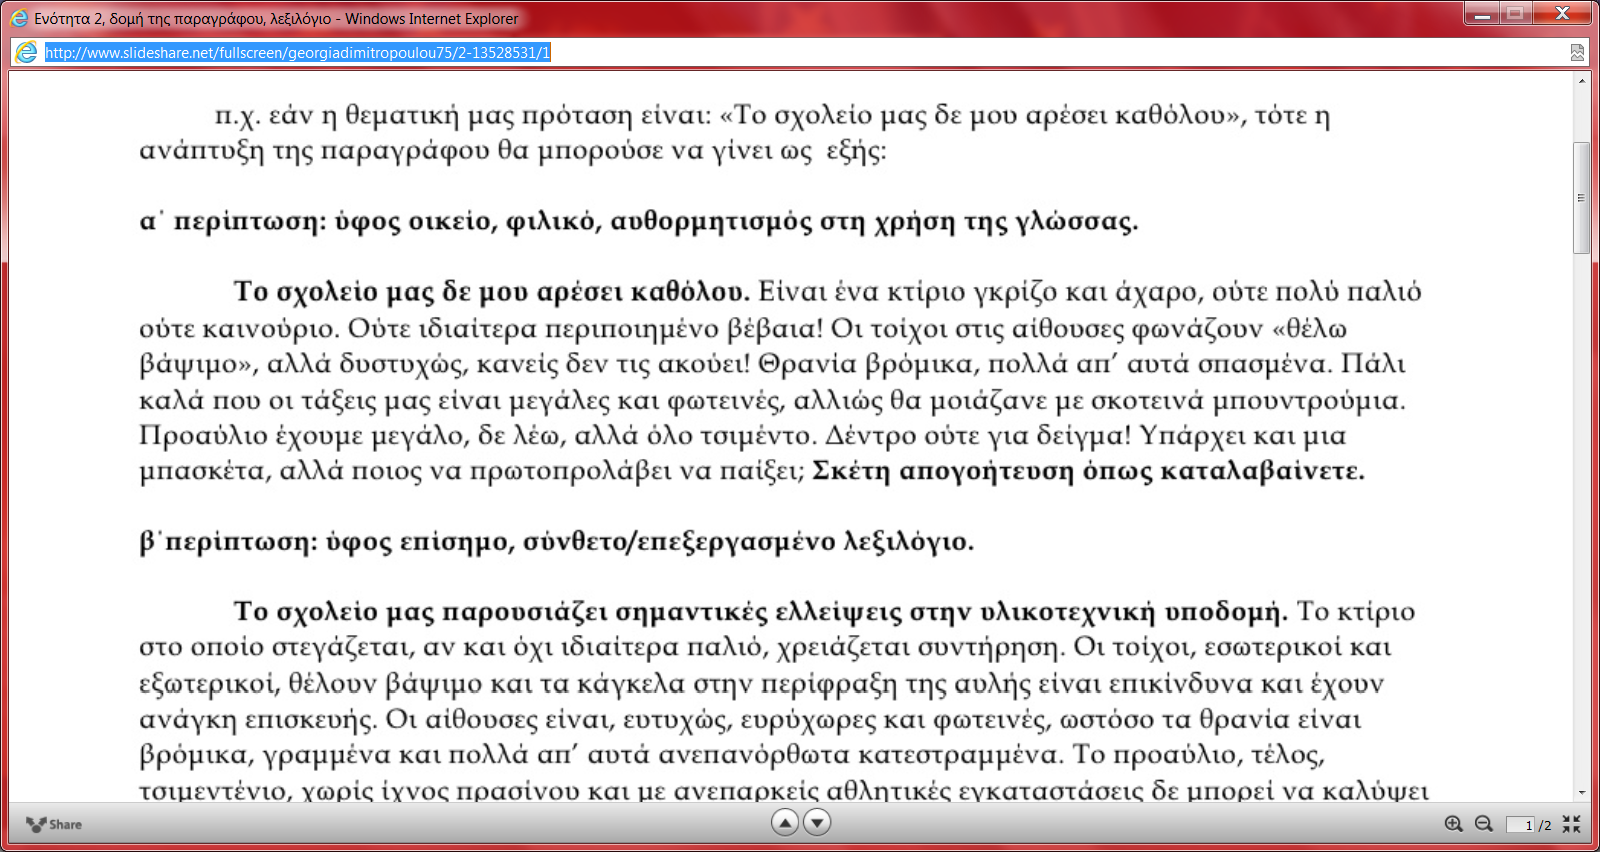 Ενότητα 2, δομή της παραγράφου, λεξιλόγιο - Windows Internet Explorer
http://www.slideshare.net/fullscreen/georgiadimitropoulou75/2-13528531/1
π.χ. εάν η θεματική μας πρόταση είναι: «Το σχολείο μας δε μου αρέσει καθόλου», τότε η
ανάπτυξη της παραγράφου θα μπορούσε να γίνει ως εξής:
α΄ περίπτωση: ύφος οικείο, φιλικό, αυθορμητισμός στη χρήση της γλώσσας.
Το σχολείο μας δε μου αρέσει καθόλου. Είναι ένα κτίριο γκρίζο και άχαρο, ούτε πολύ παλιό
ούτε καινούριο. Ούτε ιδιαίτερα περιποιημένο βέβαια! Οι τοίχοι στις αίθουσες φωνάζουν «θέλω
βάψιμο», αλλά δυστυχώς, κανείς δεν τις ακούει! Θρανία βρόμικα, πολλά απ’ αυτά σπασμένα. Πάλι
καλά που οι τάξεις μας είναι μεγάλες και φωτεινές, αλλιώς θα μοιάζανε με σκοτεινά μπουντρούμια.
Προαύλιο έχουμε μεγάλο, δε λέω, αλλά όλο τσιμέντο. Δέντρο ούτε για δείγμα! Υπάρχει και μια
μπασκέτα, αλλά ποιος να πρωτοπρολάβει να παίξει; Σκέτη απογοήτευση όπως καταλαβαίνετε.
β΄περίπτωση: ύφος επίσημο, σύνθετο/επεξεργασμένο λεξιλόγιο.
Το σχολείο μας παρουσιάζει σημαντικές ελλείψεις στην υλικοτεχνική υποδομή. Το κτίριο
στο οποίο στεγάζεται, αν και όχι ιδιαίτερα παλιό, χρειάζεται συντήρηση. Οι τοίχοι, εσωτερικοί και
εξωτερικοί, θέλουν βάψιμο και τα κάγκελα στην περίφραξη της αυλής είναι επικίνδυνα και έχουν
ανάγκη επισκευής. Οι αίθουσες είναι, ευτυχώς, ευρύχωρες και φωτεινές, ωστόσο τα θρανία είναι
βρόμικα, γραμμένα και πολλά απ’ αυτά ανεπανόρθωτα κατεστραμμένα. Το προαύλιο, τέλος,
τσιμεντένιο, χωρίς ίχνος πρασίνου και με ανεπαρκείς αθλητικές εγκαταστάσεις δε μπορεί να καλύψει
Share 1 /2